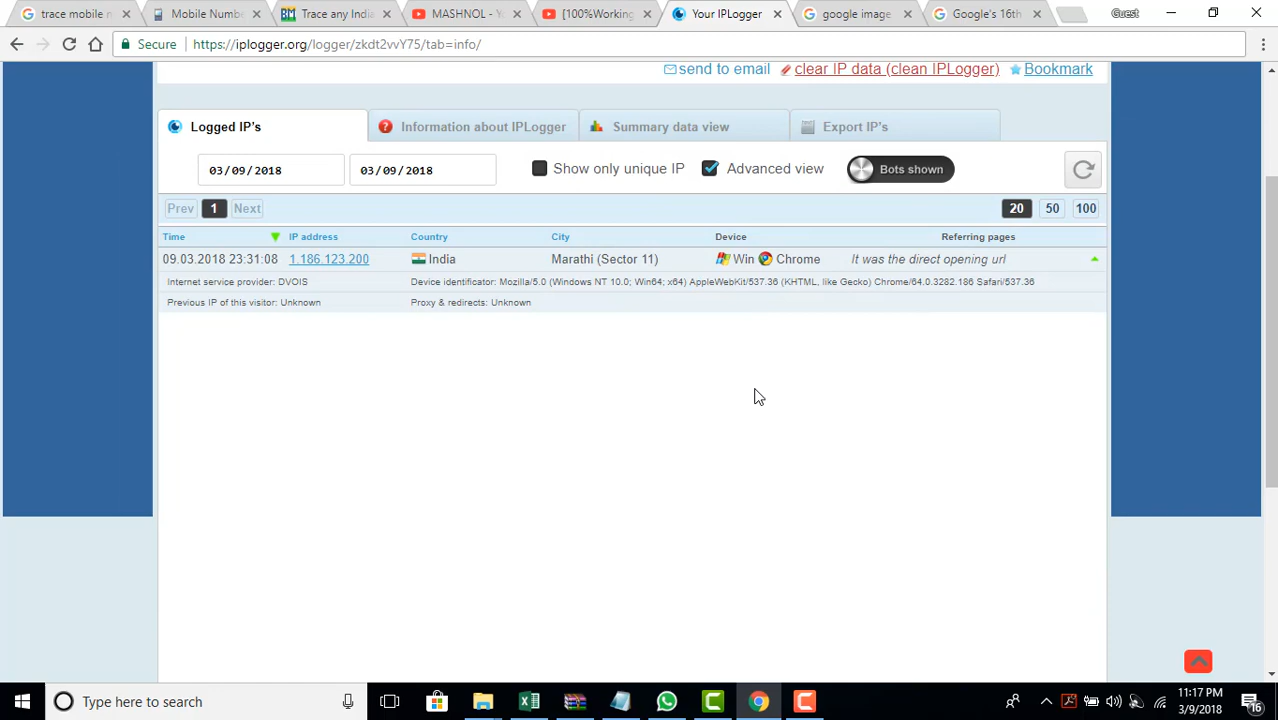 trace mobile n
Mobile Numbe
Trace any India
MASHNOL - Y
[100%Working
Your IPLogger
google image
Google's 16th
Guest
Secure https://iplogger.org/logger/zkdt2vvY75/tab=info/
send to email clear IP data (clean IPLogger) Bookmark
Logged IP's Information about IPLogger Summary data view Export IP's
03/09/2018 03/09/2018 Show only unique IP Advanced view Bots shown
Prev 1 Next 20 50 100
Time IP address Country City Device Referring pages
09.03.2018 23:31:08 1.186.123.200 India Marathi (Sector 11) Win Chrome It was the direct opening url
Internet service provider: DVOIS Device identificator: Mozilla/5.0 (Windows NT 10.0; Win64; x64) AppleWebKit/537.36 (KHTML, like Gecko) Chrome/64.0.3282.186 Safari/537.36
Previous IP of this visitor: Unknown Proxy & redirects: Unknown
Type here to search
11:17 PM
3/9/2018
16